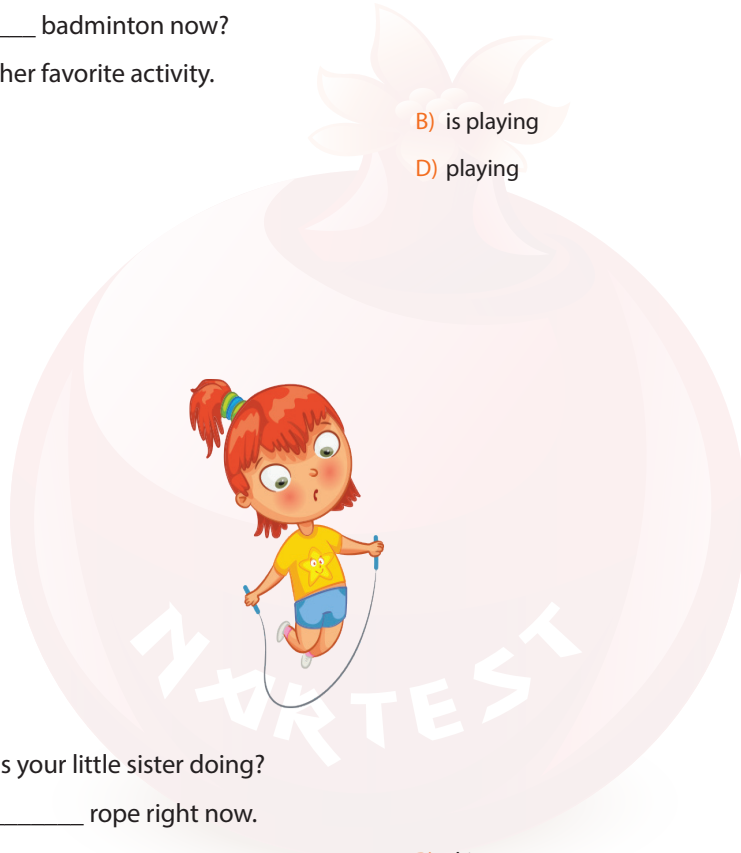 ___ badminton now?
her favorite activity.
B) is playing
D) playing
NARTEST
s your little sister doing?
_______ rope right now.